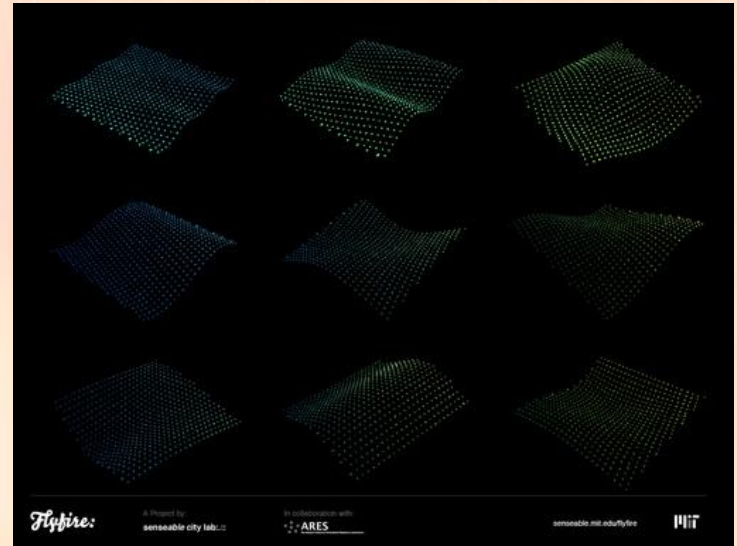 Flyfire:
A Project by:
senseable city lab:.::
In collaboration with:
ARES
senseable.mit.edu/flyfire
MIT